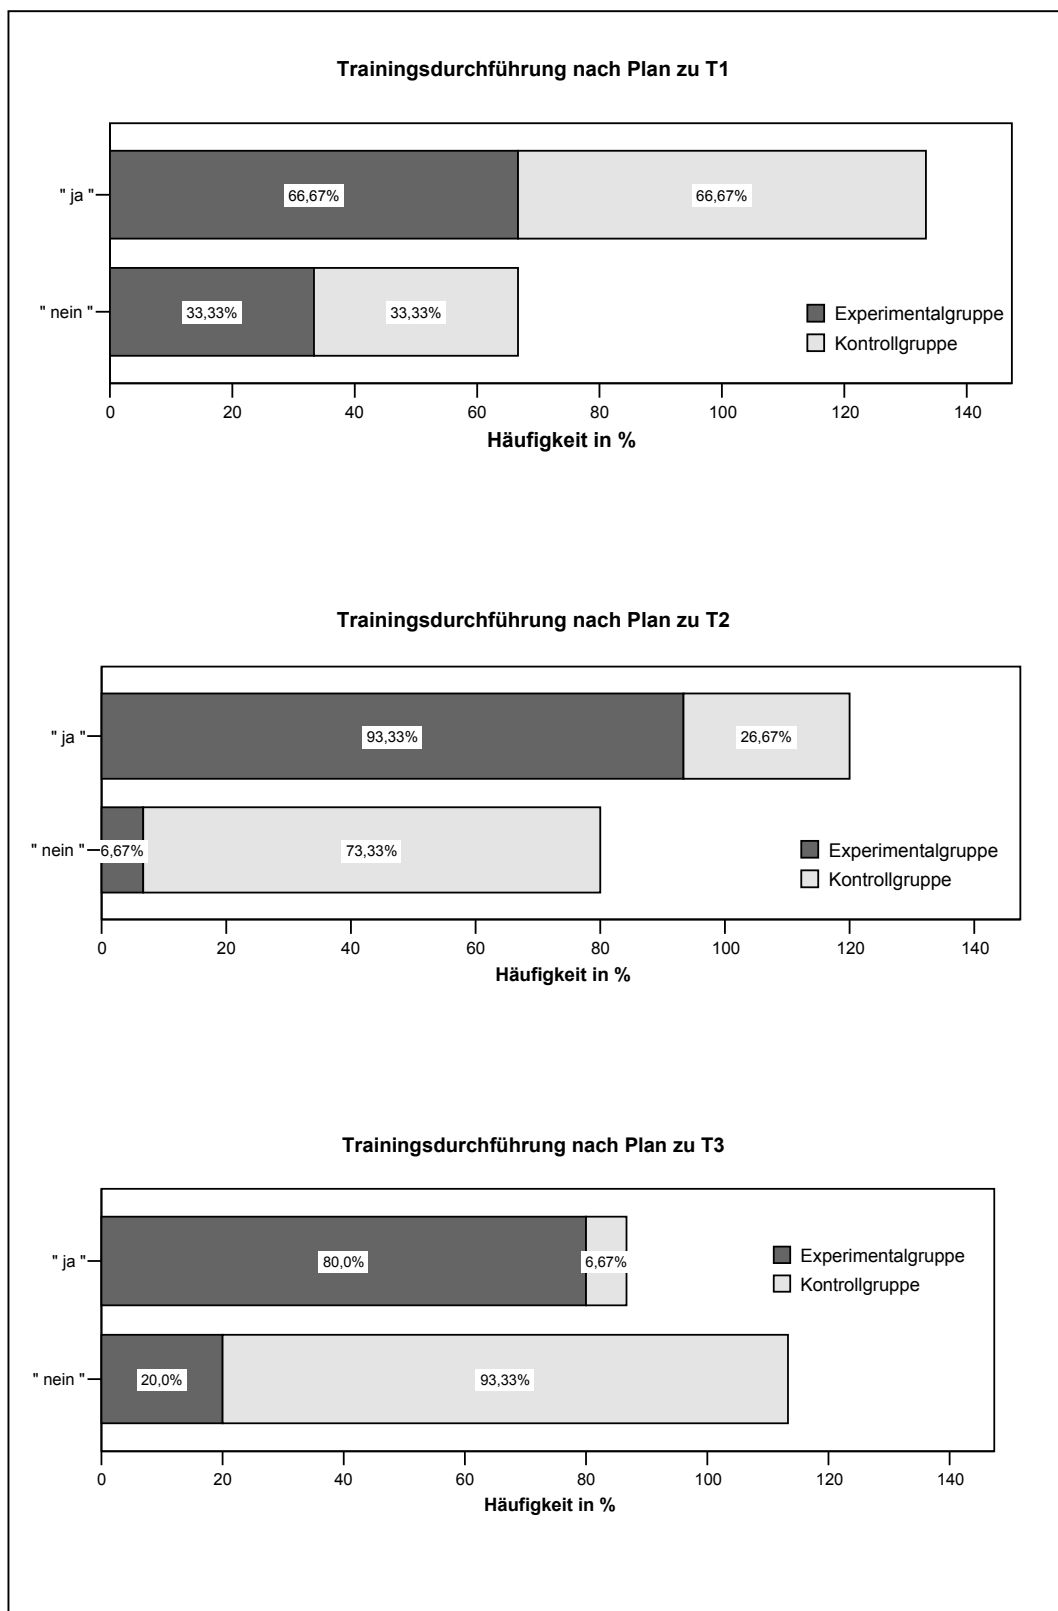 Trainingsdurchführung nach Plan zu T1
" ja "
66,67%
66,67%
" nein "
33,33%
33,33%
Experimentalgruppe
Kontrollgruppe
0 20 40 60 80 100 120 140
Häufigkeit in %
Trainingsdurchführung nach Plan zu T2
" ja "
93,33%
26,67%
" nein "
6,67%
73,33%
Experimentalgruppe
Kontrollgruppe
0 20 40 60 80 100 120 140
Häufigkeit in %
Trainingsdurchführung nach Plan zu T3
" ja "
80,0%
6,67%
Experimentalgruppe
Kontrollgruppe
" nein "
20,0%
93,33%
0 20 40 60 80 100 120 140
Häufigkeit in %